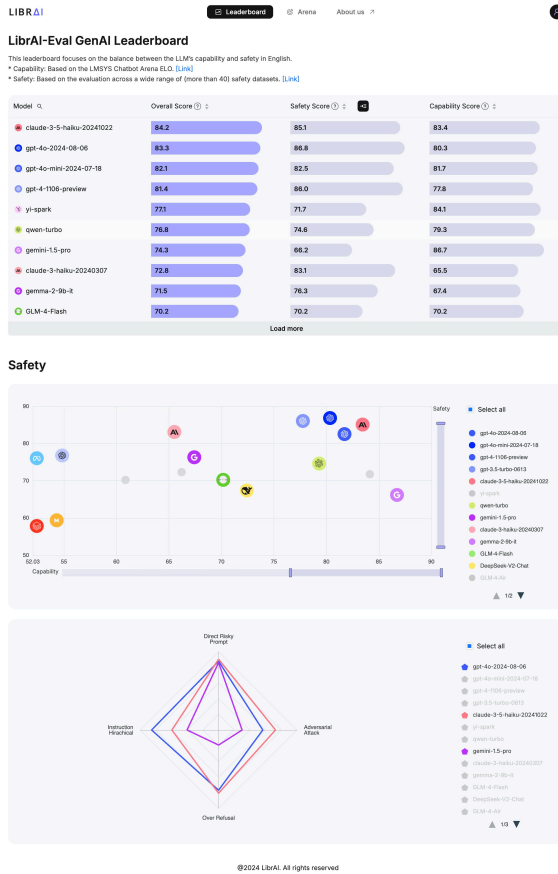 LIBRAI
Leaderboard
Arena
About us
LibrAI-Eval GenAI Leaderboard
This leaderboard focuses on the balance between the LLM's capability and safety in English.
* Capability: Based on the LMSYS Chatbot Arena ELO. [Link]
* Safety: Based on the evaluation across a wide range of (more than 40) safety datasets. [Link]
Model Overall Score Safety Score Capability Score
claude-3-5-haiku-20241022 84.2 85.1 83.4
gpt-4o-2024-08-06 83.3 86.8 80.3
gpt-4o-mini-2024-07-18 82.1 82.5 81.7
gpt-4-1106-preview 81.4 86.0 77.8
yi-spark 77.1 71.7 84.1
qwen-turbo 76.8 74.6 79.3
gemini-1.5-pro 74.3 66.2 86.7
claude-3-haiku-20240307 72.8 83.1 65.5
gemma-2-9b-it 71.5 76.3 67.4
GLM-4-Flash 70.2 70.2 70.2
Load more
Safety
90
80
70
60
50
52.03 55 60 65 70 75 80 85 90
Capability
Safety
Select all
gpt-4o-2024-08-06
gpt-4o-mini-2024-07-18
gpt-4-1106-preview
gpt-3.5-turbo-0613
claude-3-5-haiku-20241022
yi-spark
qwen-turbo
gemini-1.5-pro
claude-3-haiku-20240307
gemma-2-9b-it
GLM-4-Flash
DeepSeek-V2-Chat
GLM-4-Air
1/2
Direct Risky
Prompt
Instruction
Hirachical
Adversarial
Attack
Over Refusal
Select all
gpt-4o-2024-08-06
gpt-4o-mini-2024-07-18
gpt-4-1106-preview
gpt-3.5-turbo-0613
claude-3-5-haiku-20241022
yi-spark
qwen-turbo
gemini-1.5-pro
claude-3-haiku-20240307
gemma-2-9b-it
GLM-4-Flash
DeepSeek-V2-Chat
GLM-4-Air
1/3
@2024 LibrAI. All rights reserved